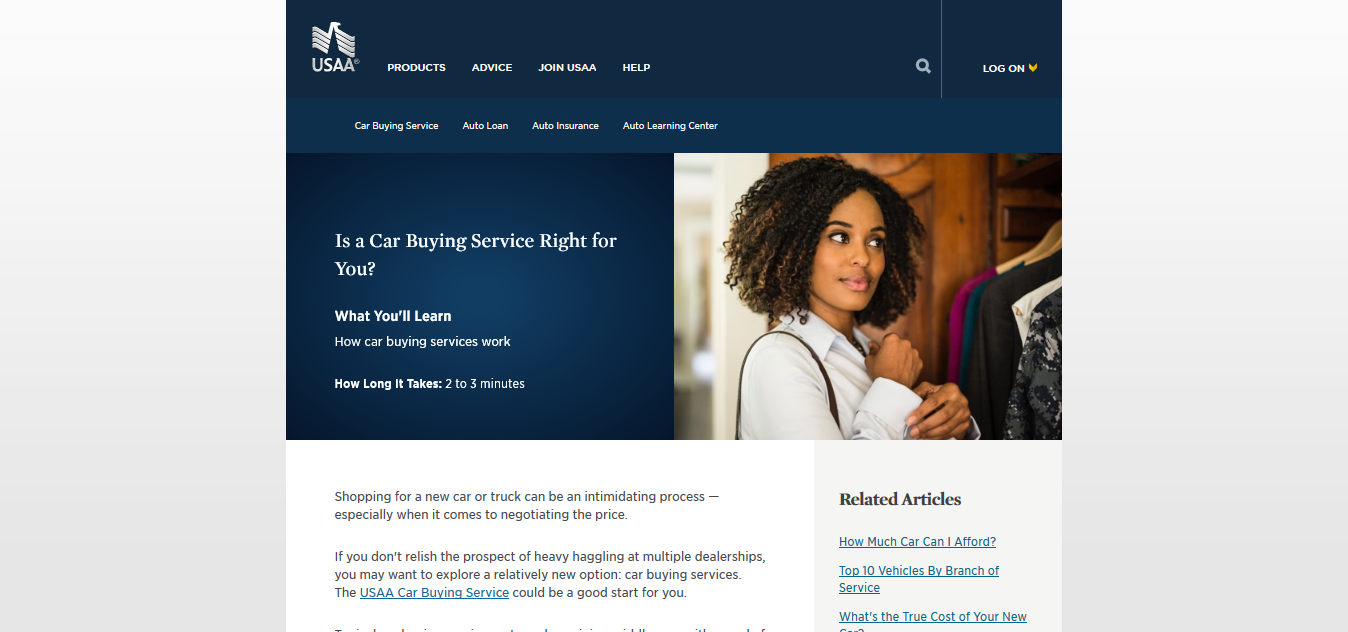 USAA®
PRODUCTS
ADVICE
JOIN USAA
HELP
LOG ON
Car Buying Service
Auto Loan
Auto Insurance
Auto Learning Center
Is a Car Buying Service Right for
You?
What You'll Learn
How car buying services work
How Long It Takes: 2 to 3 minutes
Shopping for a new car or truck can be an intimidating process —
especially when it comes to negotiating the price.
If you don't relish the prospect of heavy haggling at multiple dealerships,
you may want to explore a relatively new option: car buying services.
The USAA Car Buying Service could be a good start for you.
Related Articles
How Much Car Can I Afford?
Top 10 Vehicles By Branch of
Service
What's the True Cost of Your New
Car?